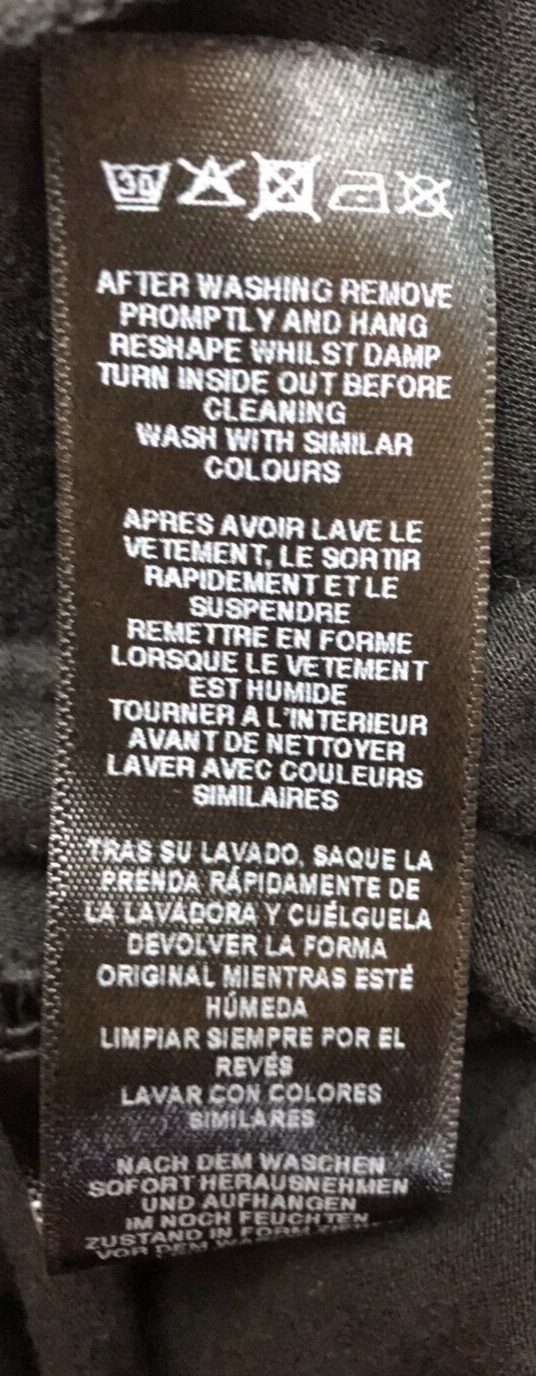 30
AFTER WASHING REMOVE
PROMPTLY AND HANG
RESHAPE WHILST DAMP
TURN INSIDE OUT BEFORE
CLEANING
WASH WITH SIMILAR
COLOURS
APRES AVOIR LAVE LE
VETEMENT, LE SORTIR
RAPIDEMENT ET LE
SUSPENDRE
REMETTRE EN FORME
LORSQUE LE VETEMENT
EST HUMIDE
TOURNER A L'INTERIEUR
AVANT DE NETTOYER
LAVER AVEC COULEURS
SIMILAIRES
TRAS SU LAVADO, SAQUE LA
PRENDA RÁPIDAMENTE DE
LA LAVADORA Y CUÉLGUELA
DEVOLVER LA FORMA
ORIGINAL MIENTRAS ESTÉ
HÚMEDA
LIMPIAR SIEMPRE POR EL
REVÉS
LAVAR CON COLORES
SIMILARES
NACH DEM WASCHEN
SOFORT HERAUSNEHMEN
UND AUFHANGEN
IM NOCH FEUCHTEN
ZUSTAND IN FORM
VOR DEM